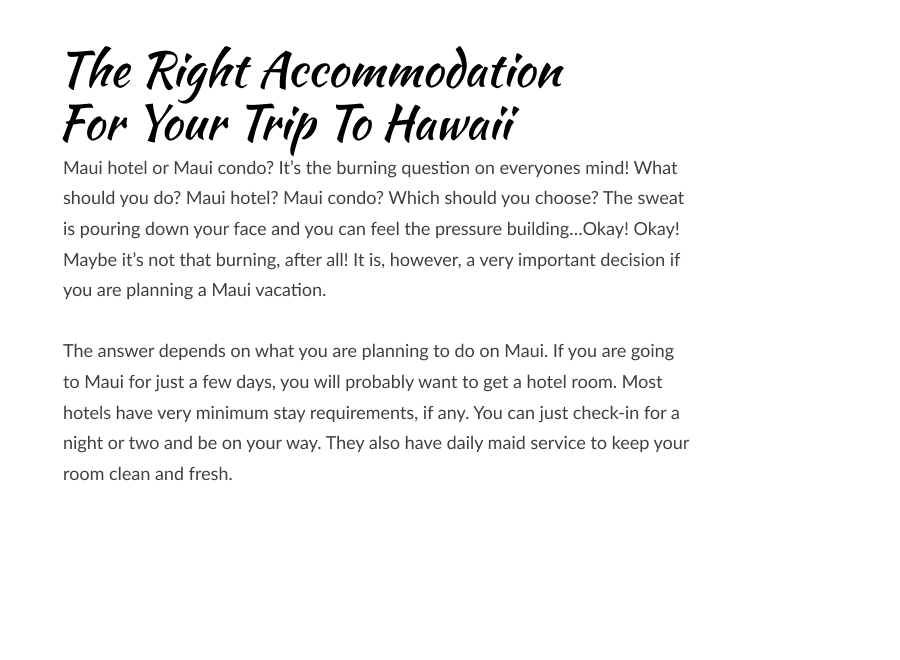 The Right Accommodation
For Your Trip To Hawaii
Maui hotel or Maui condo? It’s the burning question on everyones mind! What
should you do? Maui hotel? Maui condo? Which should you choose? The sweat
is pouring down your face and you can feel the pressure building…Okay! Okay!
Maybe it’s not that burning, after all! It is, however, a very important decision if
you are planning a Maui vacation.
The answer depends on what you are planning to do on Maui. If you are going
to Maui for just a few days, you will probably want to get a hotel room. Most
hotels have very minimum stay requirements, if any. You can just check-in for a
night or two and be on your way. They also have daily maid service to keep your
room clean and fresh.